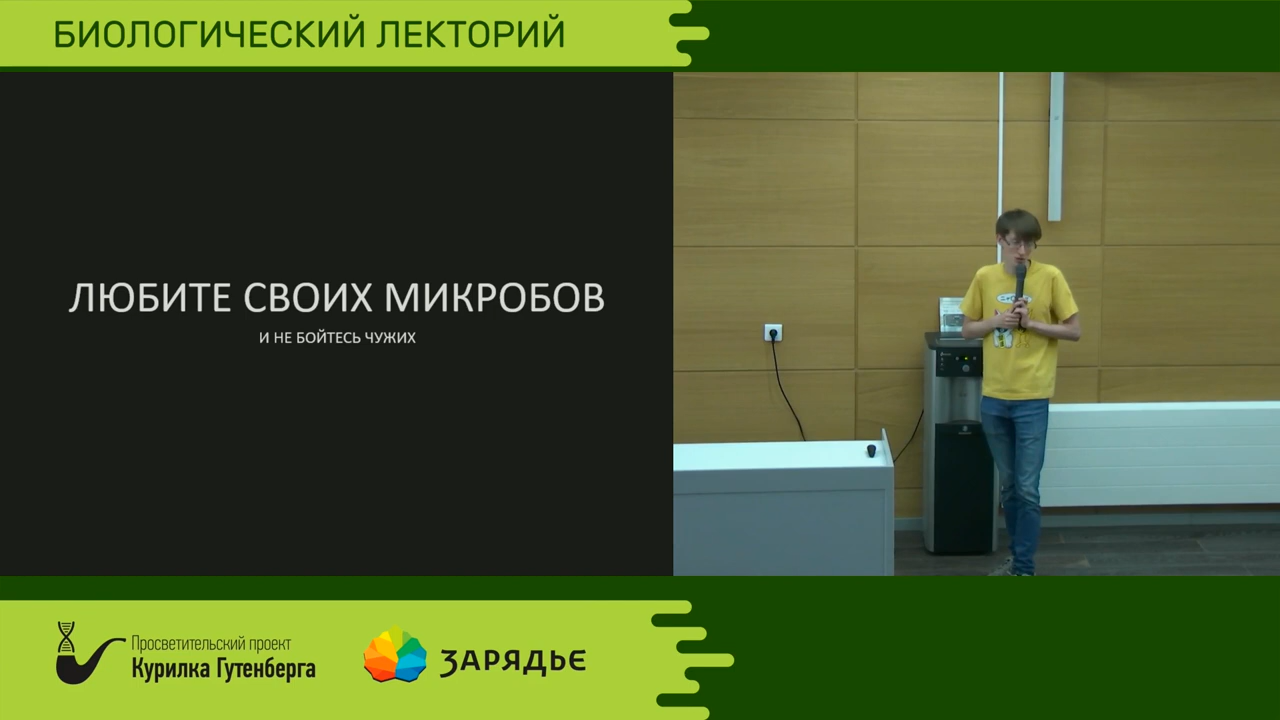 БИОЛОГИЧЕСКИЙ ЛЕКТОРИЙ
ЛЮБИТЕ СВОИХ МИКРОБОВ
И НЕ БОЙТЕСЬ ЧУЖИХ
Просветительский проект
Курилка Гутенберга
ЗАРЯДЬЕ